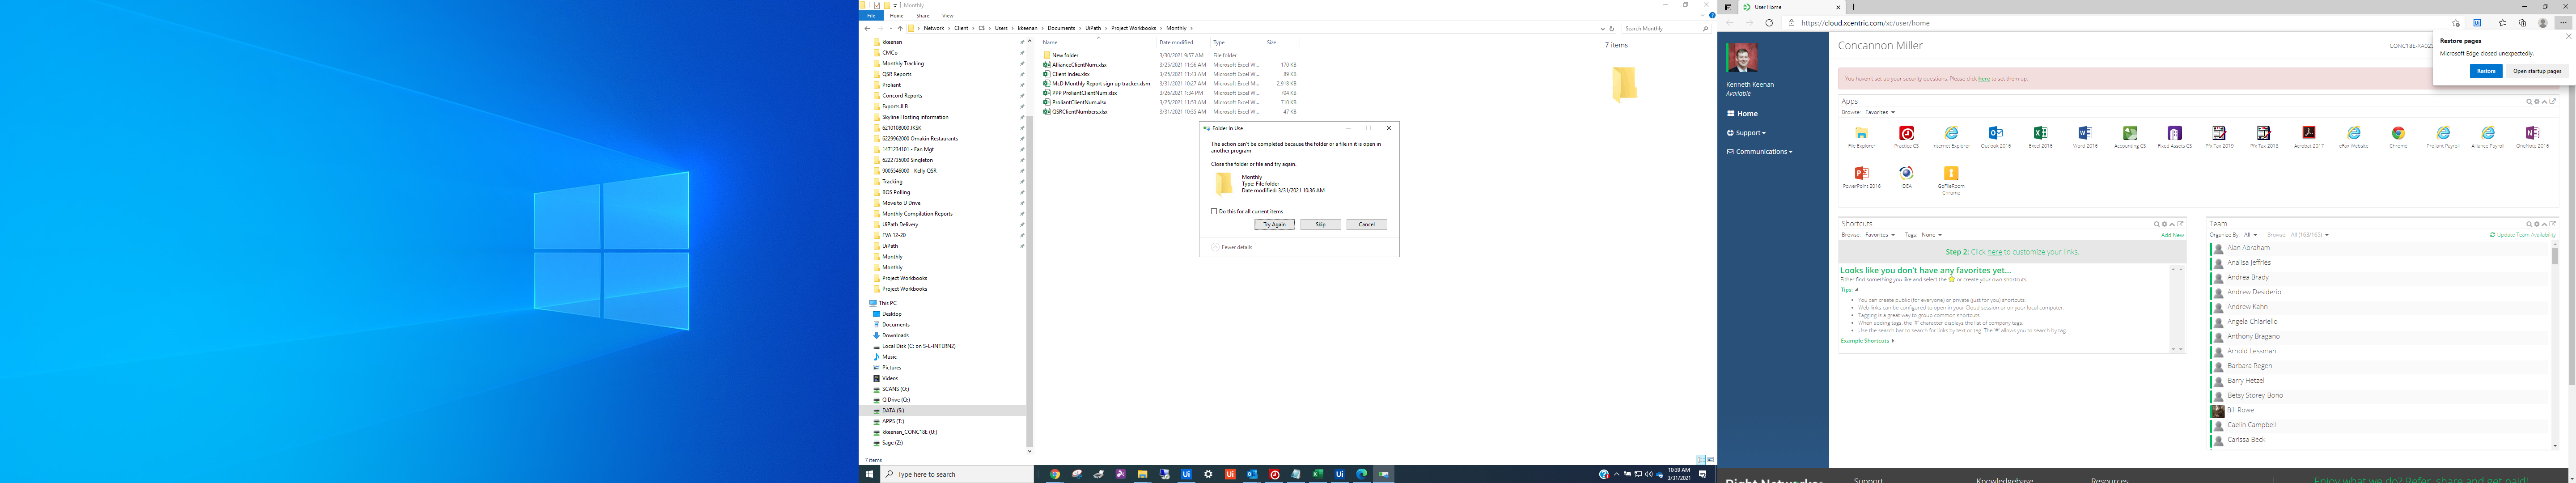 Monthly
File Home Share View
Network › Client › C$ › Users › kkeenan › Documents › UiPath › Project Workbooks › Monthly ›
Search Monthly
kkeenan
CMCo
Monthly Tracking
QSR Reports
Proliant
Concord Reports
Exports JLB
Skyline Hosting information
6210108000 JKSK
6229962000 Omakin Restaurants
1471234101 - Fan Mgt
6222735000 Singleton
9005546000 - Kelly QSR
Tracking
BOS Polling
Move to U Drive
Monthly Compilation Reports
UiPath Delivery
FVA 12-20
UiPath
Monthly
Monthly
Project Workbooks
Project Workbooks
This PC
Desktop
Documents
Downloads
Local Disk (C: on S-L-INTERN2)
Music
Pictures
Videos
SCANS (O:)
Q Drive (Q:)
DATA (S:)
APPS (T:)
kkeenan_CONC18E (U:)
Sage (Z:)
7 items
Name Date modified Type Size
New folder 3/30/2021 9:57 AM File folder
AllianceClientNum.xlsx 3/25/2021 11:56 AM Microsoft Excel W... 170 KB
Client Index.xlsx 3/25/2021 11:43 AM Microsoft Excel W... 89 KB
McD Monthly Report sign up tracker.xlsm 3/31/2021 10:27 AM Microsoft Excel M... 2,918 KB
PPP ProliantClientNum.xlsx 3/26/2021 1:34 PM Microsoft Excel W... 704 KB
ProliantClientNum.xlsx 3/25/2021 11:53 AM Microsoft Excel W... 710 KB
QSRClientNumbers.xlsx 3/31/2021 10:35 AM Microsoft Excel W... 47 KB
7 items
Folder In Use
The action can't be completed because the folder or a file in it is open in
another program
Close the folder or file and try again.
Monthly
Type: File folder
Date modified: 3/31/2021 10:36 AM
Do this for all current items
Try Again Skip Cancel
Fewer details
Type here to search
10:39 AM
3/31/2021
User Home
https://cloud.xcentric.com/xc/user/home
Restore pages
Microsoft Edge closed unexpectedly.
Restore Open startup pages
Kenneth Keenan
Available
Home
Support
Communications
Concannon Miller
You haven't set up your security questions. Please click here to set them up.
Apps
Browse: Favorites
File Explorer Practice CS Internet Explorer Outlook 2016 Excel 2016 Word 2016 Accounting CS Fixed Assets CS Pfx Tax 2019 Pfx Tax 2018 Acrobat 2017 eFax Website Chrome Proliant Payroll Alliance Payroll OneNote 2016
PowerPoint 2016 IDEA GoFileRoom
Chrome
Shortcuts
Browse: Favorites Tags: None Add New
Step 2: Click here to customize your links.
Looks like you don't have any favorites yet...
Either find something you like and select the or create your own shortcuts.
Tips:
You can create public (for everyone) or private (just for you) shortcuts.
Web links can be configured to open in your Cloud session or on your local computer.
Tagging is a great way to group common shortcuts.
When adding tags, the '#' character displays the list of company tags.
Use the search bar to search for links by text or tag. The '#' allows you to search by tag.
Example Shortcuts
Team
Organize By: All Browse: All (163/165) Update Team Availability
Alan Abraham
Analisa Jeffries
Andrea Brady
Andrew Desiderio
Andrew Kahn
Angela Chiariello
Anthony Bragano
Arnold Lessman
Barbara Regen
Barry Hetzel
Betsy Storey-Bono
Bill Rowe
Caelin Campbell
Carissa Beck
Support Knowledgebase Resources
Enjoy what we do? Refer, share and get paid!